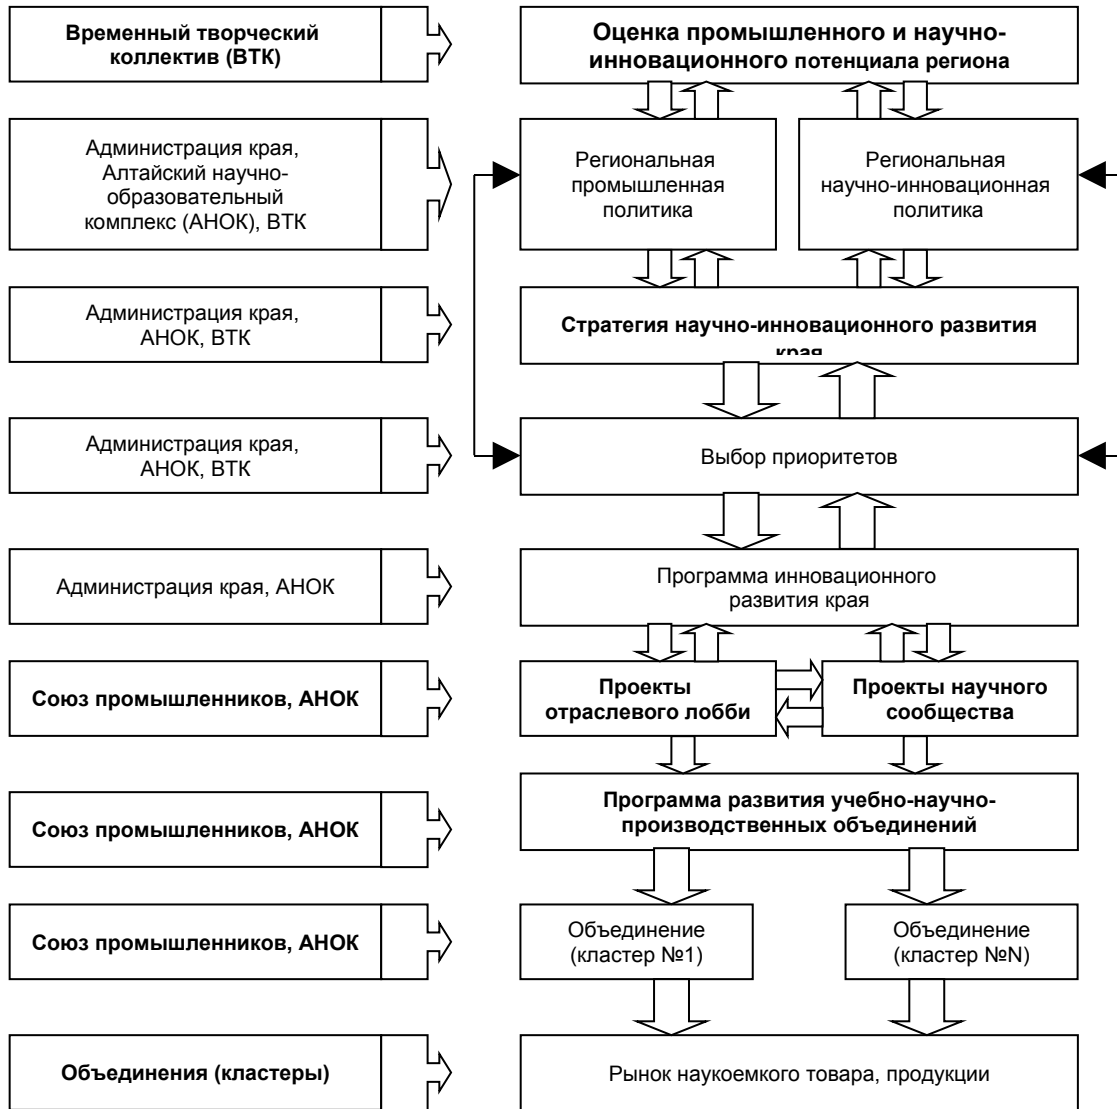 Временный творческий
коллектив (ВТК)
Оценка промышленного и научно-
инновационного потенциала региона
Администрация края,
Алтайский научно-
образовательный
комплекс (АНОК), ВТК
Региональная
промышленная
политика
Региональная
научно-инновационная
политика
Администрация края,
АНОК, ВТК
Стратегия научно-инновационного развития
края
Администрация края,
АНОК, ВТК
Выбор приоритетов
Администрация края, АНОК
Программа инновационного
развития края
Союз промышленников, АНОК
Проекты
отраслевого лобби
Проекты научного
сообщества
Союз промышленников, АНОК
Программа развития учебно-научно-
производственных объединений
Союз промышленников, АНОК
Объединение
(кластер №1)
Объединение
(кластер №N)
Объединения (кластеры)
Рынок наукоемкого товара, продукции